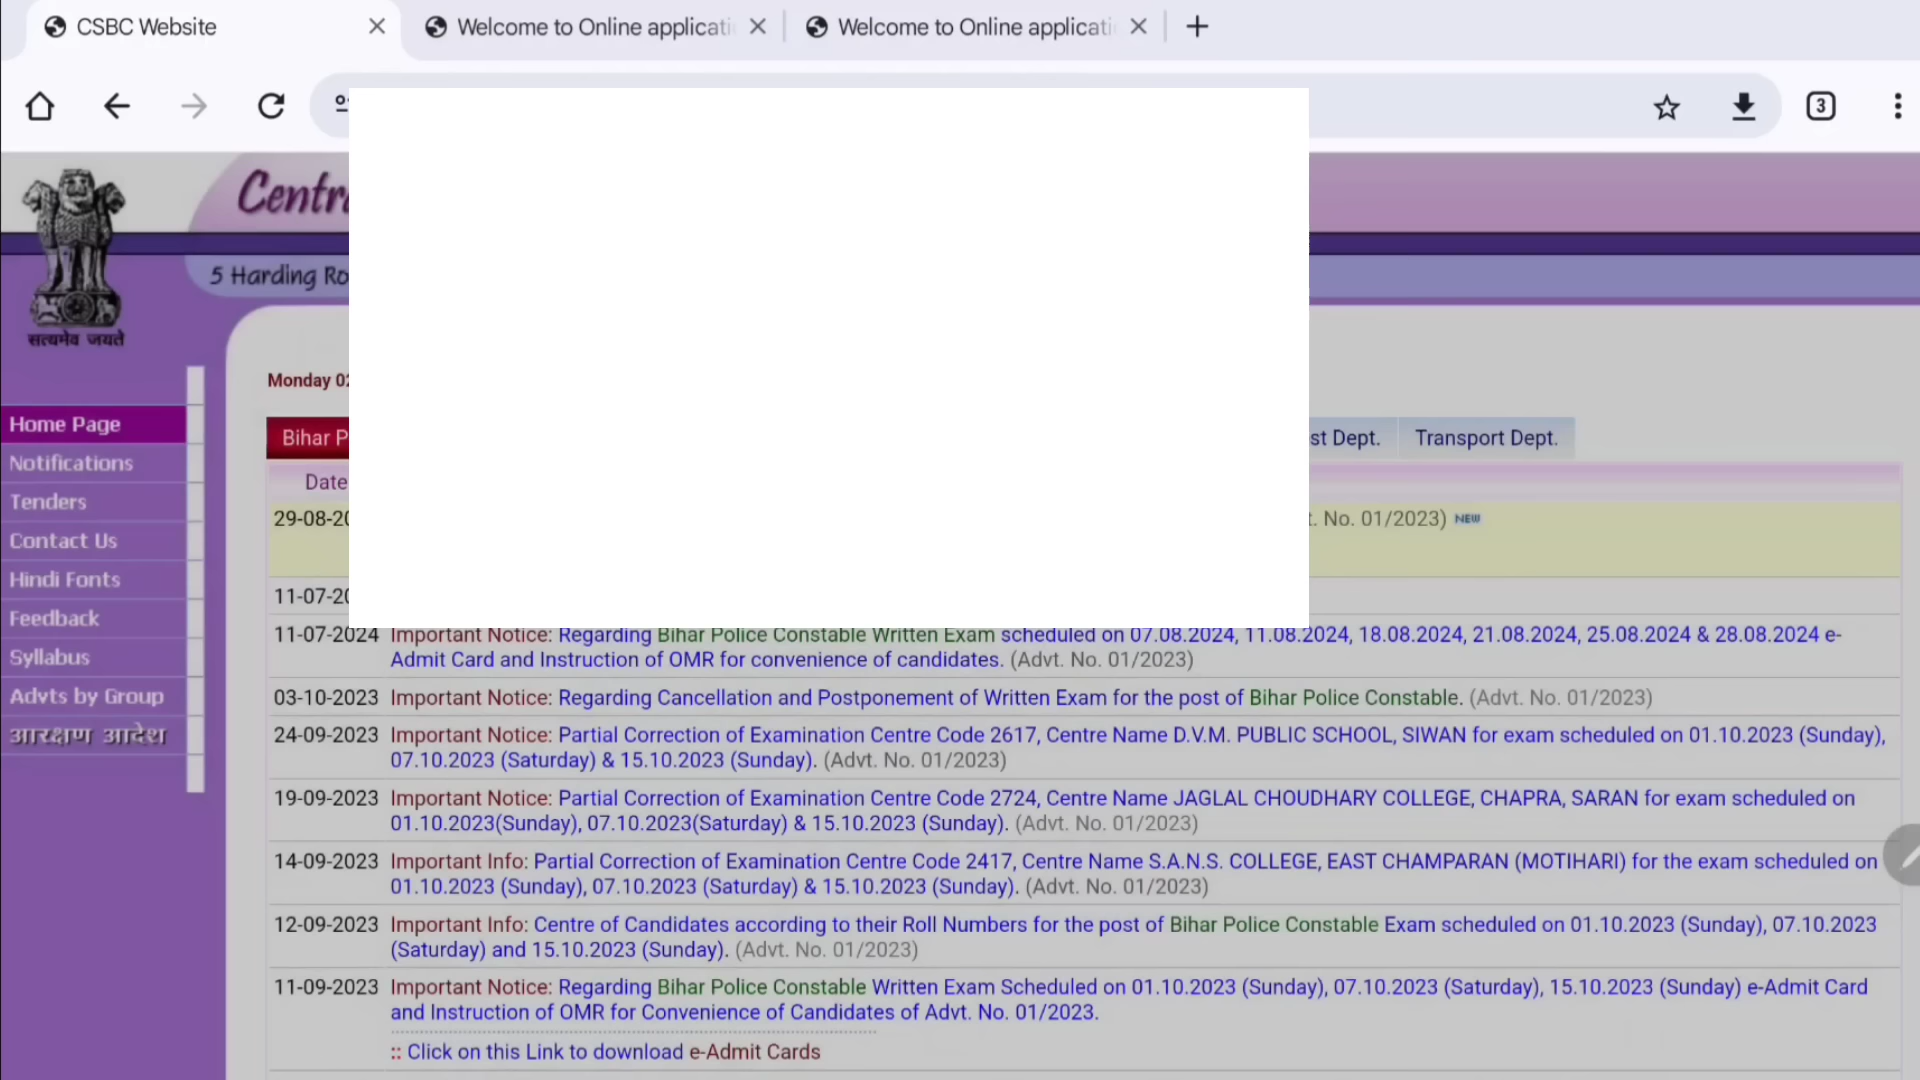 CSBC Website
Welcome to Online applicati
Welcome to Online applicati
3
Centr
5 Harding Ro
सत्यमेव जयते
Monday 02
Home Page
Notifications
Tenders
Contact Us
Hindi Fonts
Feedback
Syllabus
Advts by Group
आरक्षण आदेश
Bihar P
st Dept.
Transport Dept.
Date
29-08-20
. No. 01/2023) NEW
11-07-20
11-07-2024 Important Notice: Regarding Bihar Police Constable Written Exam scheduled on 07.08.2024, 11.08.2024, 18.08.2024, 21.08.2024, 25.08.2024 & 28.08.2024 e-
Admit Card and Instruction of OMR for convenience of candidates. (Advt. No. 01/2023)
03-10-2023 Important Notice: Regarding Cancellation and Postponement of Written Exam for the post of Bihar Police Constable. (Advt. No. 01/2023)
24-09-2023 Important Notice: Partial Correction of Examination Centre Code 2617, Centre Name D.V.M. PUBLIC SCHOOL, SIWAN for exam scheduled on 01.10.2023 (Sunday),
07.10.2023 (Saturday) & 15.10.2023 (Sunday). (Advt. No. 01/2023)
19-09-2023 Important Notice: Partial Correction of Examination Centre Code 2724, Centre Name JAGLAL CHOUDHARY COLLEGE, CHAPRA, SARAN for exam scheduled on
01.10.2023(Sunday), 07.10.2023(Saturday) & 15.10.2023 (Sunday). (Advt. No. 01/2023)
14-09-2023 Important Info: Partial Correction of Examination Centre Code 2417, Centre Name S.A.N.S. COLLEGE, EAST CHAMPARAN (MOTIHARI) for the exam scheduled on
01.10.2023 (Sunday), 07.10.2023 (Saturday) & 15.10.2023 (Sunday). (Advt. No. 01/2023)
12-09-2023 Important Info: Centre of Candidates according to their Roll Numbers for the post of Bihar Police Constable Exam scheduled on 01.10.2023 (Sunday), 07.10.2023
(Saturday) and 15.10.2023 (Sunday). (Advt. No. 01/2023)
11-09-2023 Important Notice: Regarding Bihar Police Constable Written Exam Scheduled on 01.10.2023 (Sunday), 07.10.2023 (Saturday), 15.10.2023 (Sunday) e-Admit Card
and Instruction of OMR for Convenience of Candidates of Advt. No. 01/2023.
:: Click on this Link to download e-Admit Cards